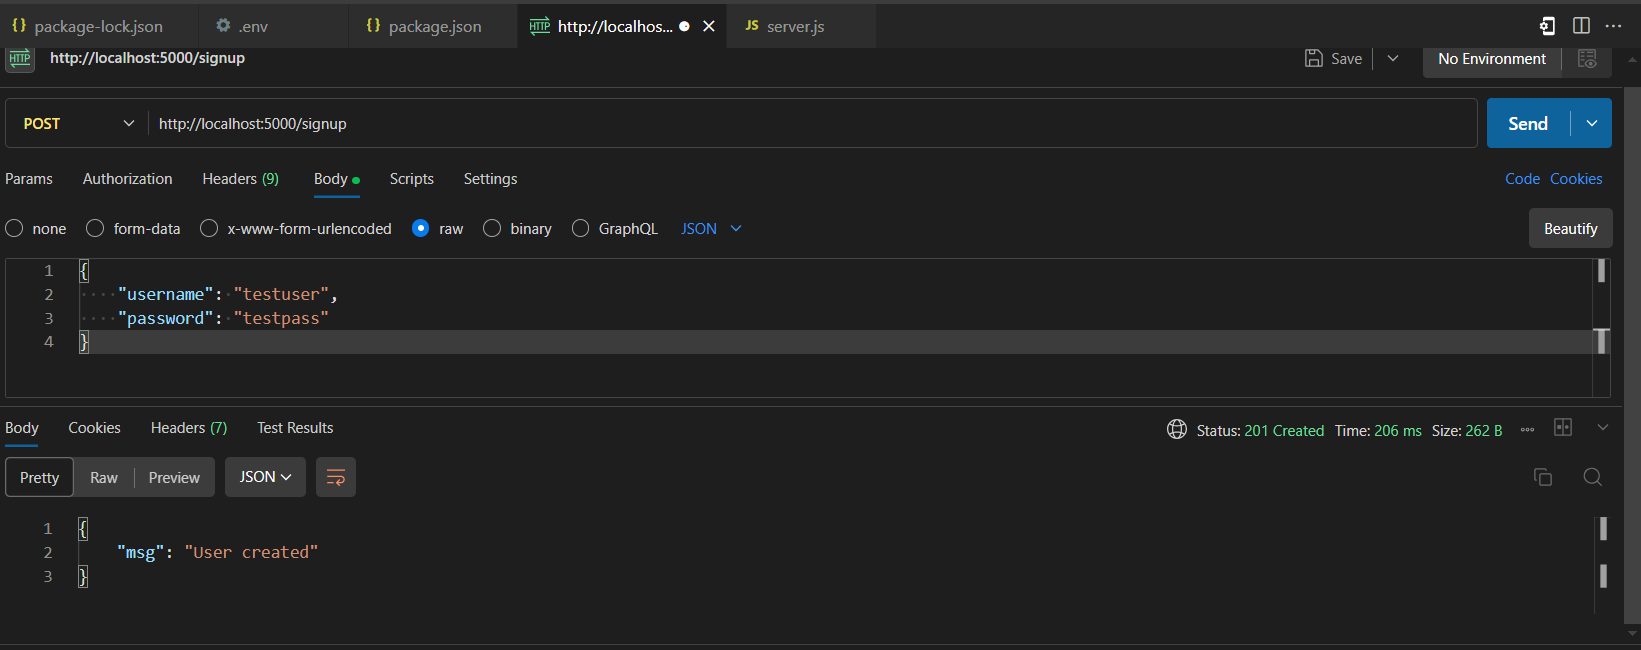 {} package-lock.json .env {} package.json HTTP http://localhos... JS server.js ...
HTTP http://localhost:5000/signup Save No Environment
POST http://localhost:5000/signup Send
Params Authorization Headers (9) Body Scripts Settings Code Cookies
none form-data x-www-form-urlencoded raw binary GraphQL JSON Beautify
1 {
2 ····"username":·"testuser",
3 ····"password":·"testpass"
4 }
Body Cookies Headers (7) Test Results Status: 201 Created Time: 206 ms Size: 262 B
Pretty Raw Preview JSON
1 {
2     "msg": "User created"
3 }